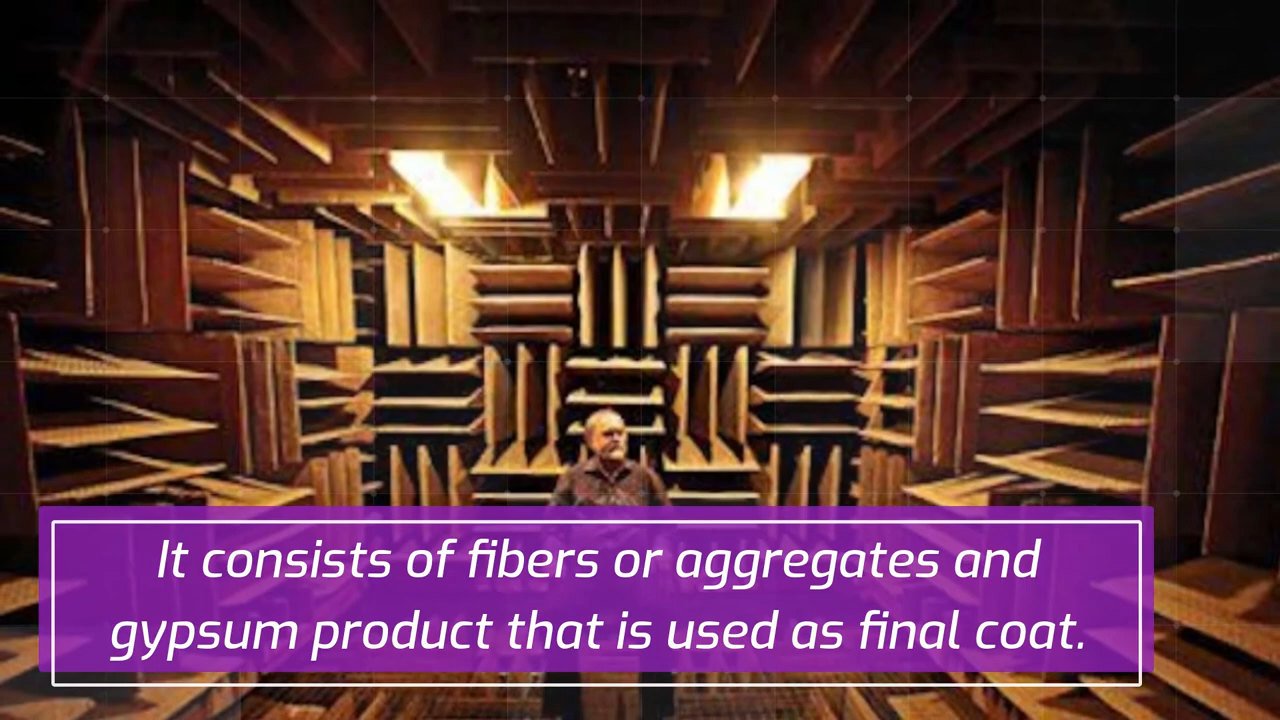 It consists of fibers or aggregates and
gypsum product that is used as final coat.